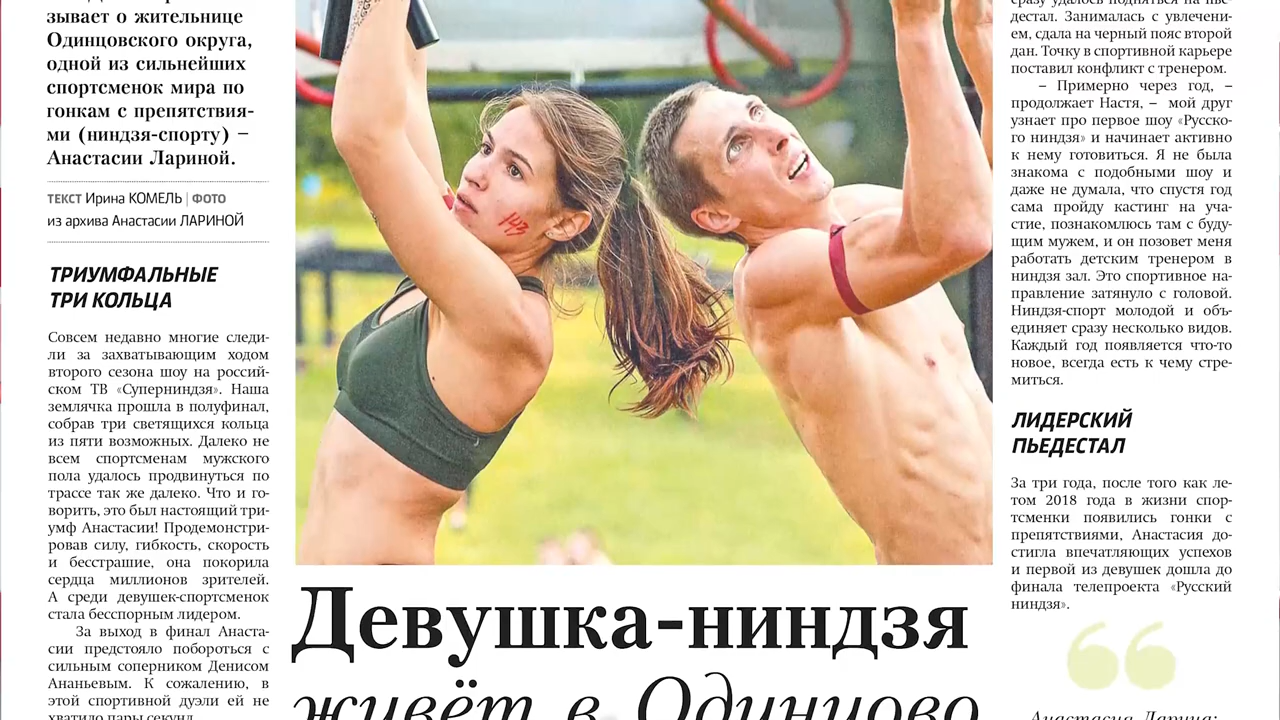 зывает о жительнице
Одинцовского округа,
одной из сильнейших
спортсменок мира по
гонкам с препятствия-
ми (ниндзя-спорту) –
Анастасии Лариной.
ТЕКСТ Ирина КОМЕЛЬ | ФОТО
из архива Анастасии ЛАРИНОЙ
ТРИУМФАЛЬНЫЕ
ТРИ КОЛЬЦА
Совсем недавно многие следи-
ли за захватывающим ходом
второго сезона шоу на россий-
ском ТВ «Суперниндзя». Наша
землячка прошла в полуфинал,
собрав три светящихся кольца
из пяти возможных. Далеко не
всем спортсменам мужского
пола удалось продвинуться по
трассе так же далеко. Что и го-
ворить, это был настоящий три-
умф Анастасии! Продемонстри-
ровав силу, гибкость, скорость
и бесстрашие, она покорила
сердца миллионов зрителей.
А среди девушек-спортсменок
стала бесспорным лидером.
За выход в финал Анаста-
сии предстояло побороться с
сильным соперником Денисом
Ананьевым. К сожалению, в
этой спортивной дуэли ей не
хватило пары секунд.
Девушка-ниндзя
живёт в Одинцово
сразу удалось подняться на пье-
дестал. Занималась с увлечени-
ем, сдала на черный пояс второй
дан. Точку в спортивной карьере
поставил конфликт с тренером.
– Примерно через год, –
продолжает Настя, – мой друг
узнает про первое шоу «Русско-
го ниндзя» и начинает активно
к нему готовиться. Я не была
знакома с подобными шоу и
даже не думала, что спустя год
сама пройду кастинг на уча-
стие, познакомлюсь там с буду-
щим мужем, и он позовет меня
работать детским тренером в
ниндзя зал. Это спортивное на-
правление затянуло с головой.
Ниндзя-спорт молодой и объ-
единяет сразу несколько видов.
Каждый год появляется что-то
новое, всегда есть к чему стре-
миться.
ЛИДЕРСКИЙ
ПЬЕДЕСТАЛ
За три года, после того как ле-
том 2018 года в жизни спор-
тсменки появились гонки с
препятствиями, Анастасия до-
стигла впечатляющих успехов
и первой из девушек дошла до
финала телепроекта «Русский
ниндзя».
Анастасия Ларина: